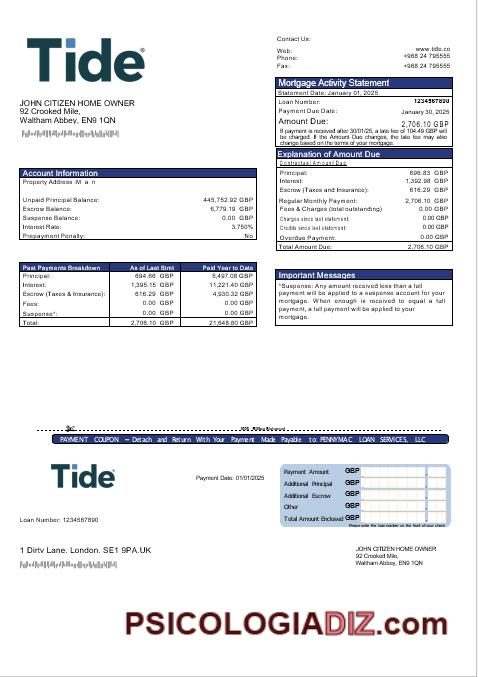 Tide®
JOHN CITIZEN HOME OWNER
92 Crooked Mile,
Waltham Abbey, EN9 1QN
Contact Us:
Web: www.tide.co
Phone: +968 24 795555
Fax: +968 24 795555
Mortgage Activity Statement
Statement Date: January 01, 2025
Loan Number: 1234567890
Payment Due Date: January 30, 2025
Amount Due: 2,706.10 GBP
If payment is received after 30/01/25, a late fee of 104.49 GBP will
be charged. If the Amount Due changes, the late fee may also
change based on the terms of your mortgage.
Explanation of Amount Due
Contractual Amount Due
Principal: 696.83 GBP
Interest: 1,392.98 GBP
Escrow (Taxes and Insurance): 616.29 GBP
Regular Monthly Payment: 2,706.10 GBP
Fees & Charges (total outstanding) 0.00 GBP
Charges since last statement: 0.00 GBP
Credits since last statement: 0.00 GBP
Overdue Payment: 0.00 GBP
Total Amount Due: 2,706.10 GBP
Account Information
Property Address :M a n
Unpaid Principal Balance: 445,752.92 GBP
Escrow Balance: 6,779.19 GBP
Suspense Balance: 0.00 GBP
Interest Rate: 3.750%
Prepayment Penalty: No
Past Payments Breakdown As of Last Stmt Paid Year to Date
Principal: 694.66 GBP 5,497.08 GBP
Interest: 1,395.15 GBP 11,221.40 GBP
Escrow (Taxes & Insurance): 616.29 GBP 4,930.32 GBP
Fees: 0.00 GBP 0.00 GBP
Suspense*: 0.00 GBP 0.00 GBP
Total: 2,706.10 GBP 21,648.80 GBP
Important Messages
*Suspense: Any amount received less than a full
payment will be applied to a suspense account for your
mortgage. When enough is received to equal a full
payment, a full payment will be applied to your
mortgage.
PAYMENT COUPON – Detach and Return With Your Payment Made Payable to: PENNYMAC LOAN SERVICES, LLC
Tide®
Payment Date: 01/01/2025
Loan Number: 1234567890
Payment Amount GBP
Additional Principal GBP
Additional Escrow GBP
Other GBP
Total Amount Enclosed GBP
Please write the loan number on the front of your check
1 Dirty Lane, London, SE1 9PA,UK
JOHN CITIZEN HOME OWNER
92 Crooked Mile,
Waltham Abbey, EN9 1QN
PSICOLOGIADIZ.com